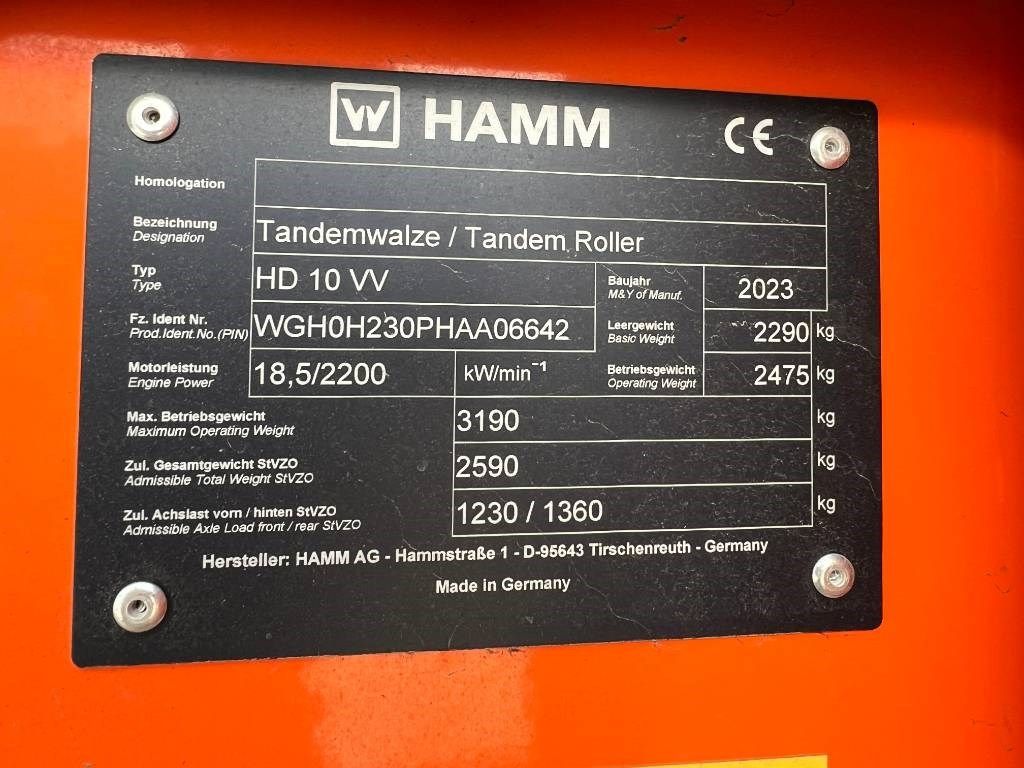 W HAMM CE
Homologation
Bezeichnung
Designation
Tandemwalze / Tandem Roller
Typ
Type
HD 10 VV
Baujahr
M&Y of Manuf.
2023
Fz. Ident Nr.
Prod.Ident.No.(PIN)
WGH0H230PHAA06642
Leergewicht
Basic Weight
2290 kg
Motorleistung
Engine Power
18,5/2200 kW/min⁻¹
Betriebsgewicht
Operating Weight
2475 kg
Max. Betriebsgewicht
Maximum Operating Weight
3190 kg
Zul. Gesamtgewicht StVZO
Admissible Total Weight StVZO
2590 kg
Zul. Achslast vorn / hinten StVZO
Admissible Axle Load front / rear StVZO
1230 / 1360 kg
Hersteller: HAMM AG - Hammstraße 1 - D-95643 Tirschenreuth - Germany
Made in Germany